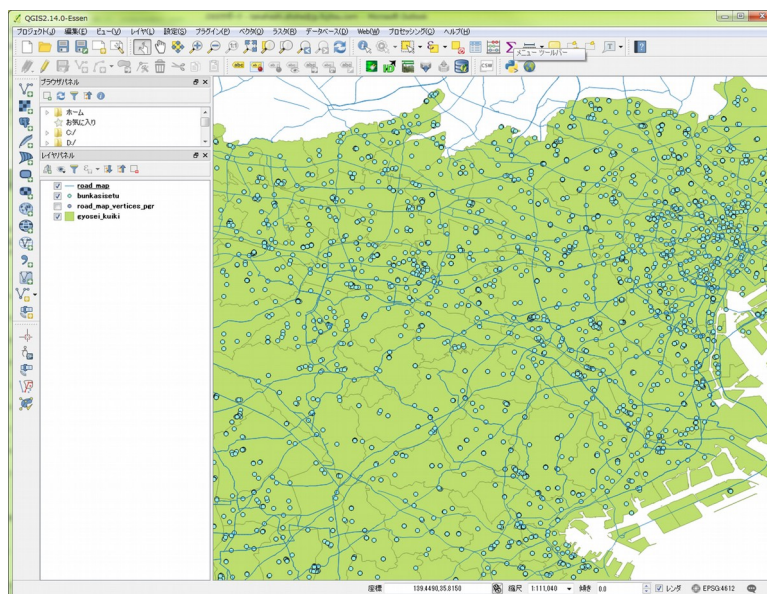 QGIS2.14.0-Essen
プロジェクト(J) 編集(E) ビュー(V) レイヤ(L) 設定(S) プラグイン(P) ベクタ(O) ラスタ(R) データベース(D) Web(W) プロセッシング(C) ヘルプ(H)
メニュー ツールバー
ブラウザパネル
ホーム
お気に入り
C:/
D:/
レイヤパネル
road_map
bunkasisetu
road_map_vertices_pgr
gyosei_kuiki
座標 139.4490,35.8150 縮尺 1:111,040 傾き 0.0 レンダ EPSG:4612